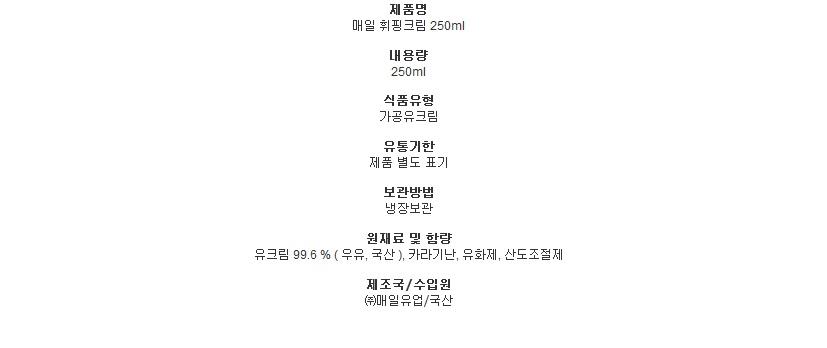 제품명
매일 휘핑크림 250ml
내용량
250ml
식품유형
가공유크림
유통기한
제품 별도 표기
보관방법
냉장보관
원재료 및 함량
유크림 99.6 % ( 우유, 국산 ), 카라기난, 유화제, 산도조절제
제조국/수입원
㈜매일유업/국산